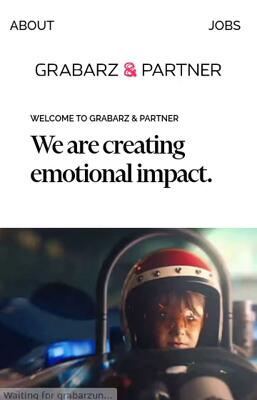 ABOUT
JOBS
GRABARZ & PARTNER
WELCOME TO GRABARZ & PARTNER
We are creating
emotional impact.
Waiting for grabarzun...